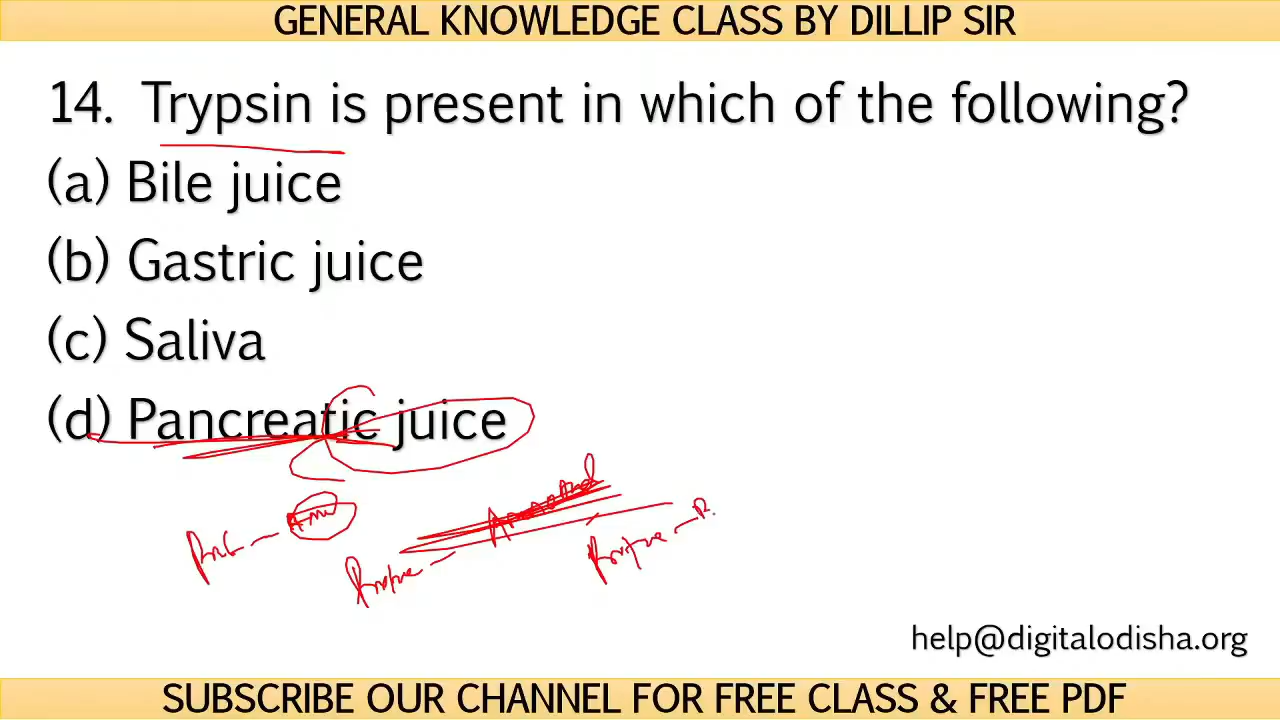 GENERAL KNOWLEDGE CLASS BY DILLIP SIR
14. Trypsin is present in which of the following?
(a) Bile juice
(b) Gastric juice
(c) Saliva
(d) Pancreatic juice
help@digitalodisha.org
SUBSCRIBE OUR CHANNEL FOR FREE CLASS & FREE PDF